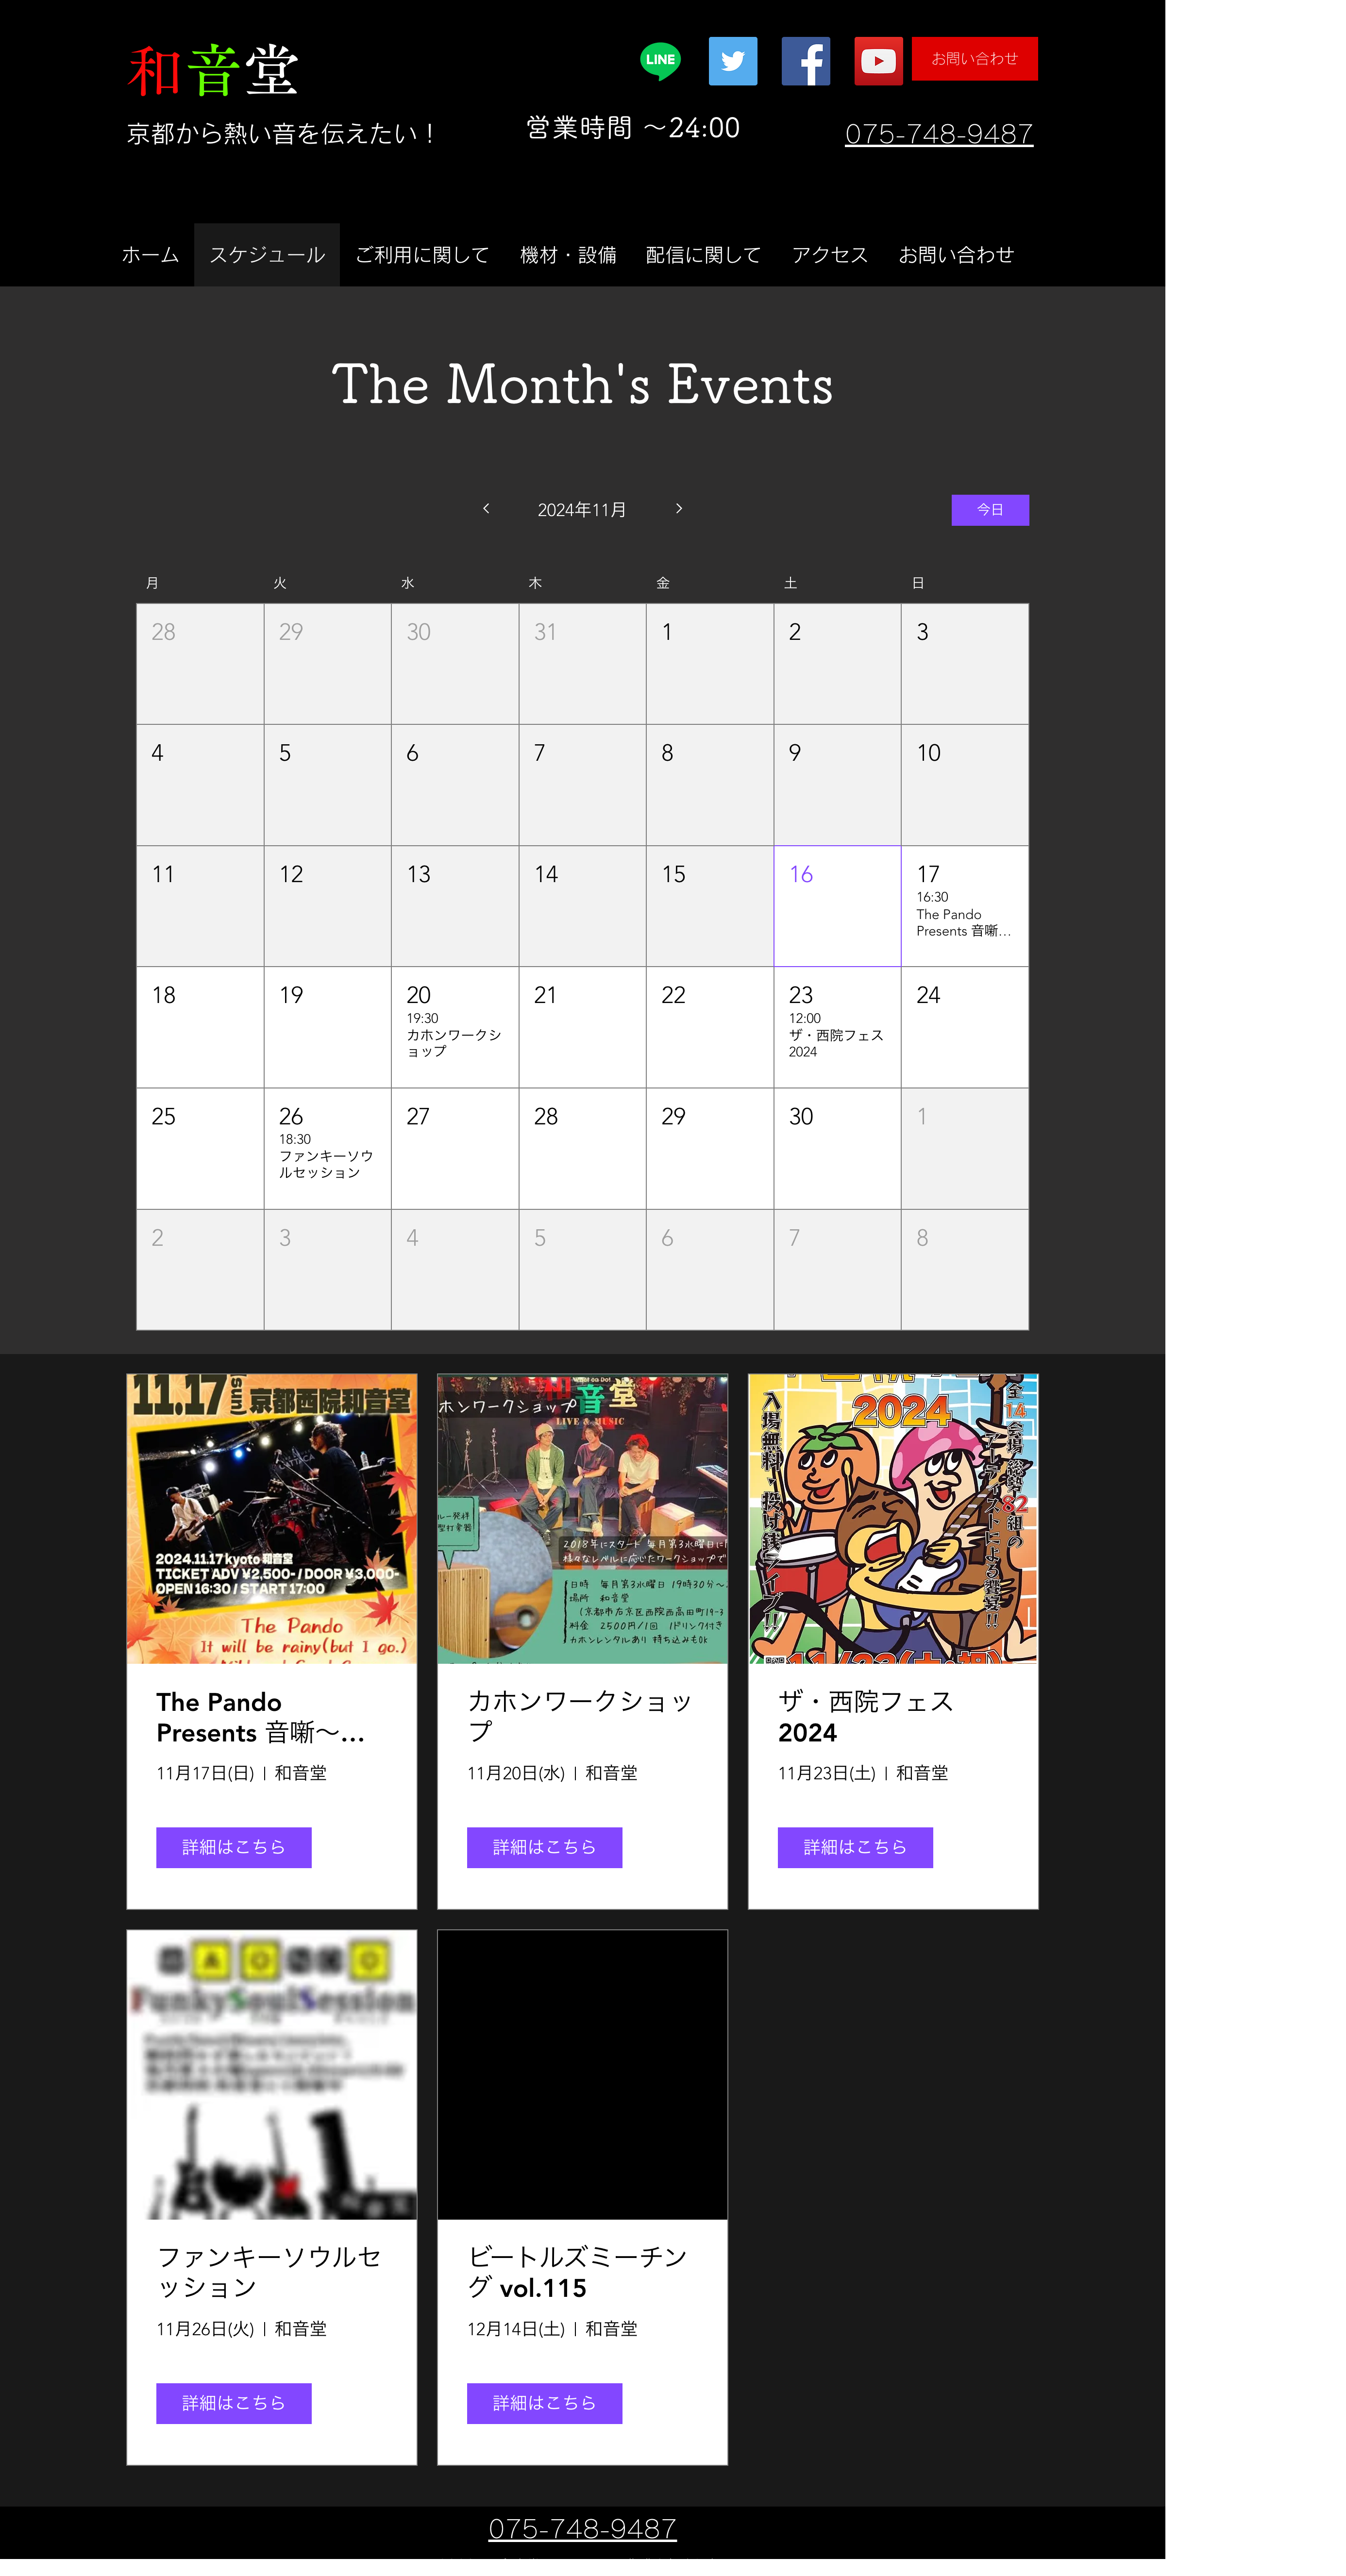 和音堂
LINE
お問い合わせ
京都から熱い音を伝えたい！
営業時間 ～24:00
075-748-9487
ホーム
スケジュール
ご利用に関して
機材・設備
配信に関して
アクセス
お問い合わせ
The Month's Events
2024年11月
今日
月 火 水 木 金 土 日
28 29 30 31 1 2 3
4 5 6 7 8 9 10
11 12 13 14 15 16 17
16:30
The Pando
Presents 音噺…
18 19 20 21 22 23 24
19:30
カホンワークシ
ョップ
12:00
ザ・西院フェス
2024
25 26 27 28 29 30 1
18:30
ファンキーソウ
ルセッション
2 3 4 5 6 7 8
11.17 SUN 京都西院和音堂
2024.11.17 kyoto 和音堂
TICKET ADV ¥2,500- / DOOR ¥3,000-
OPEN 16:30 / START 17:00
The Pando
It will be rainy(but I go.)
The Pando
Presents 音噺～…
11月17日(日) | 和音堂
詳細はこちら
和音堂
LIVE & MUSIC
ホンワークショップ
2018年にスタート 毎月第3水曜日に
様々なレベルに応じたワークショップで
日時 毎月第3水曜日 19時30分～
場所 和音堂
(京都市右京区西院西高田町19-3
料金 2500円/1回 1ドリンク付き
カホンレンタルあり 持ち込みもOK
カホンワークショッ
プ
11月20日(水) | 和音堂
詳細はこちら
2024
入場無料・投げ銭ライブ!!
全14会場
82組の
アーティストによる饗宴!!
11/23(土・祝)
ザ・西院フェス
2024
11月23日(土) | 和音堂
詳細はこちら
FunkySoulSession
ファンキーソウルセ
ッション
11月26日(火) | 和音堂
詳細はこちら
ビートルズミーチン
グ vol.115
12月14日(土) | 和音堂
詳細はこちら
075-748-9487